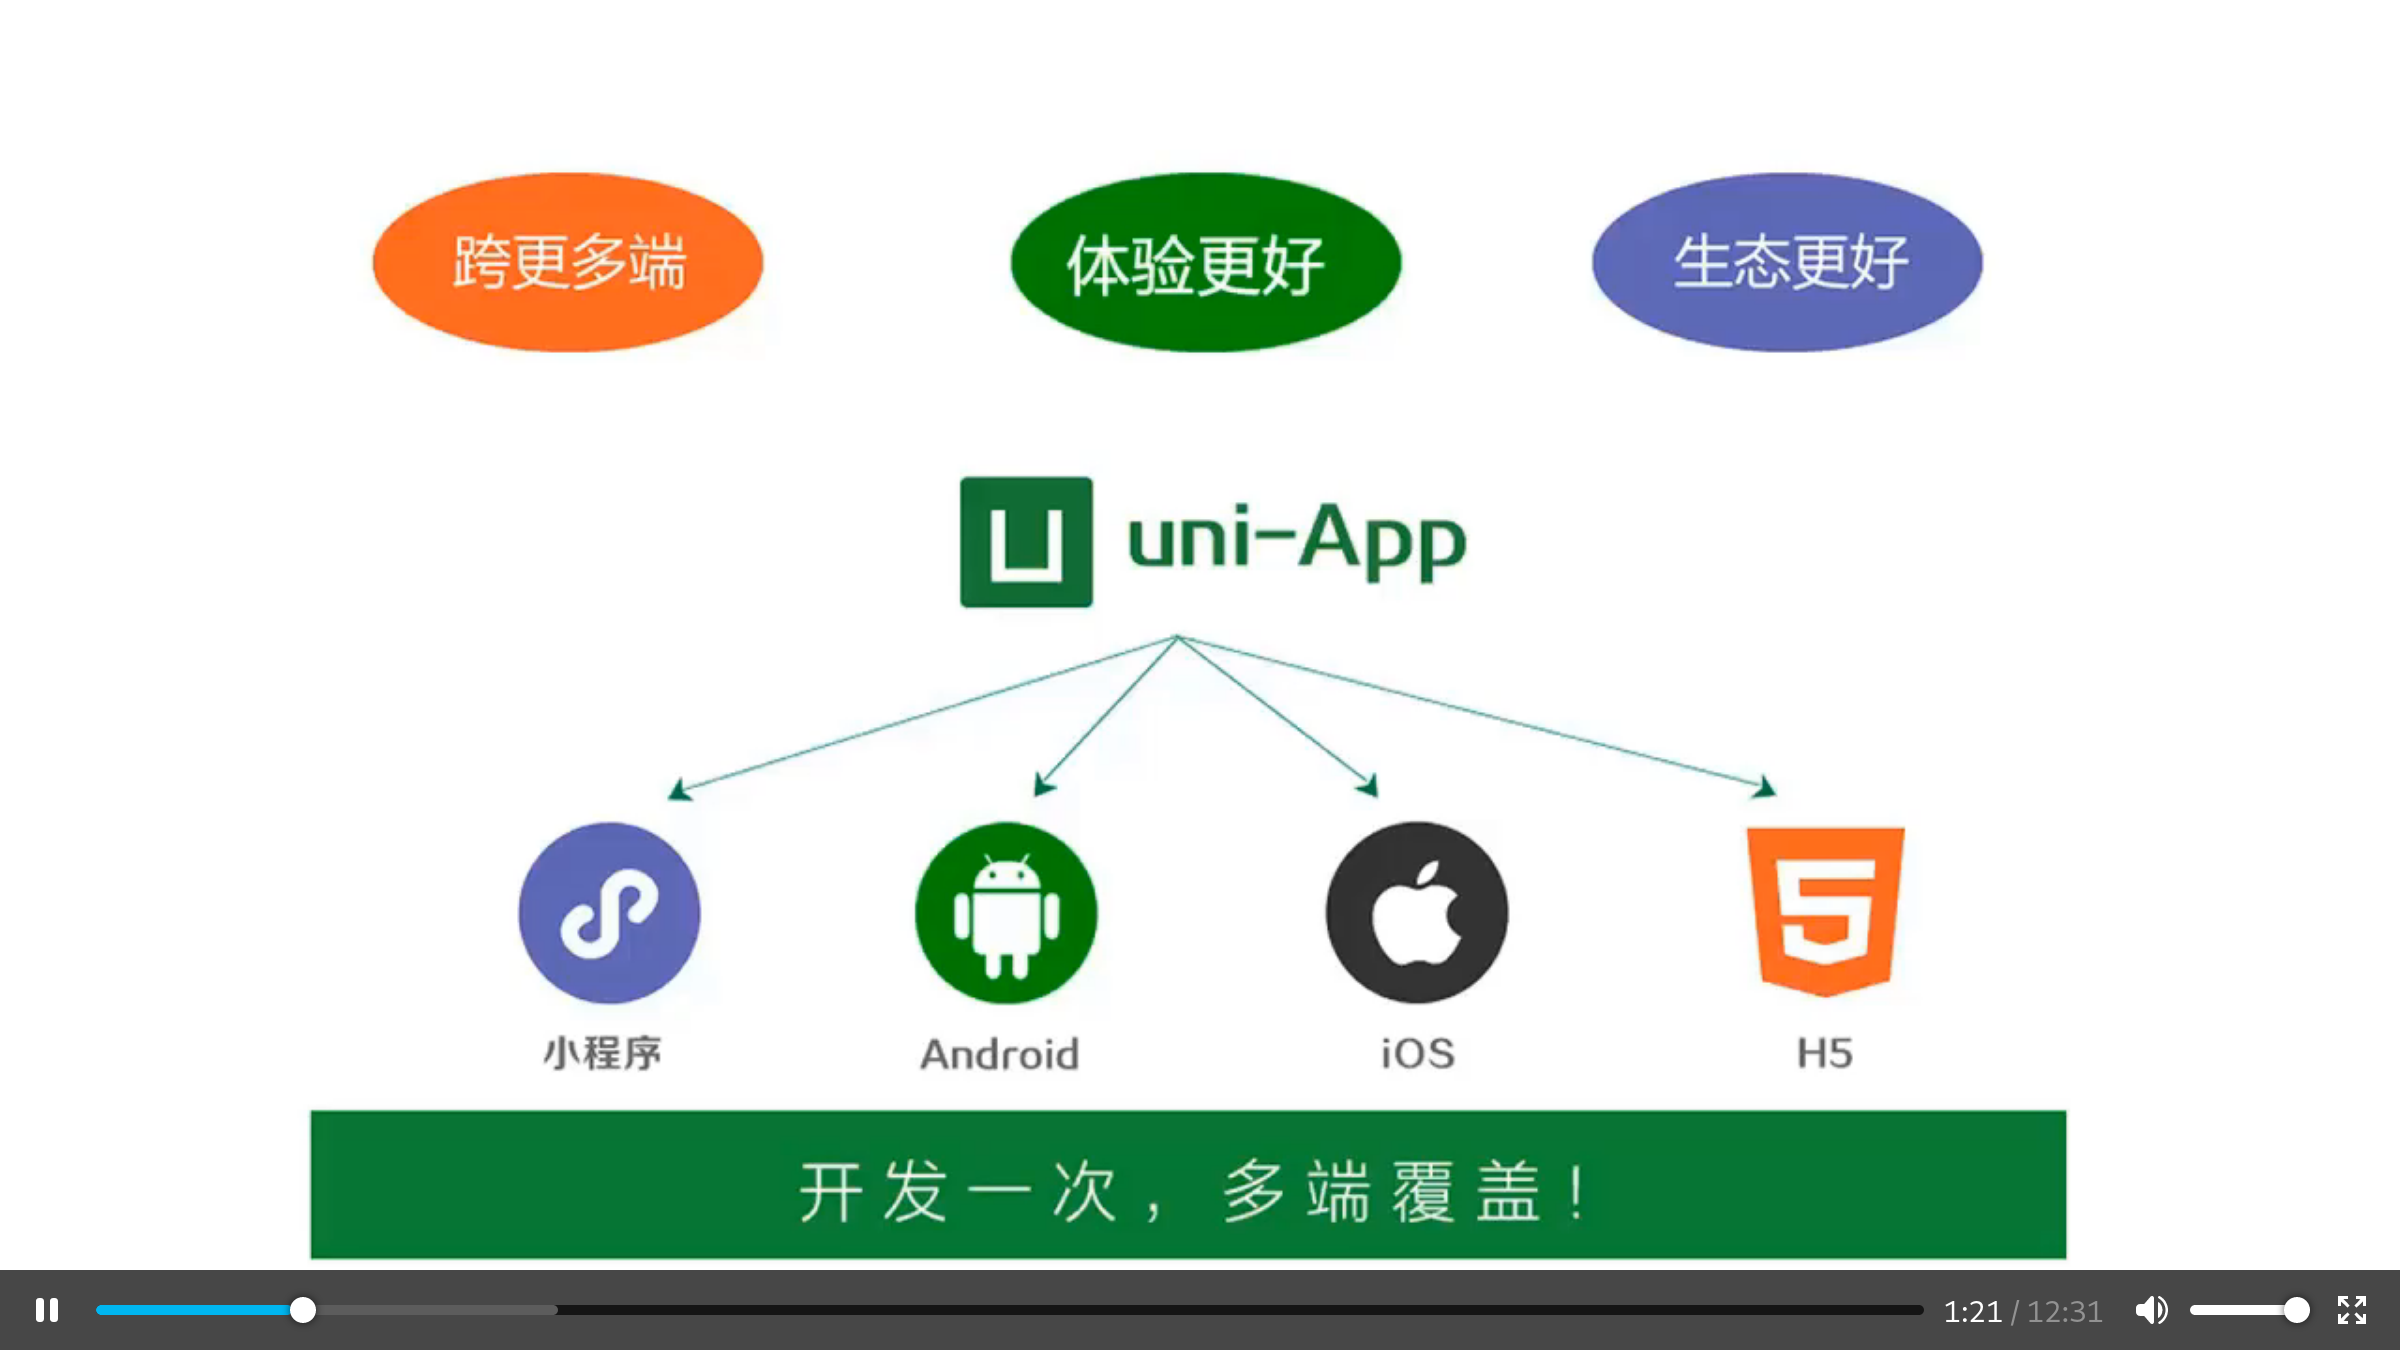 跨更多端
体验更好
生态更好
uni-App
小程序
Android
iOS
H5
开发一次，多端覆盖！
1:21 / 12:31